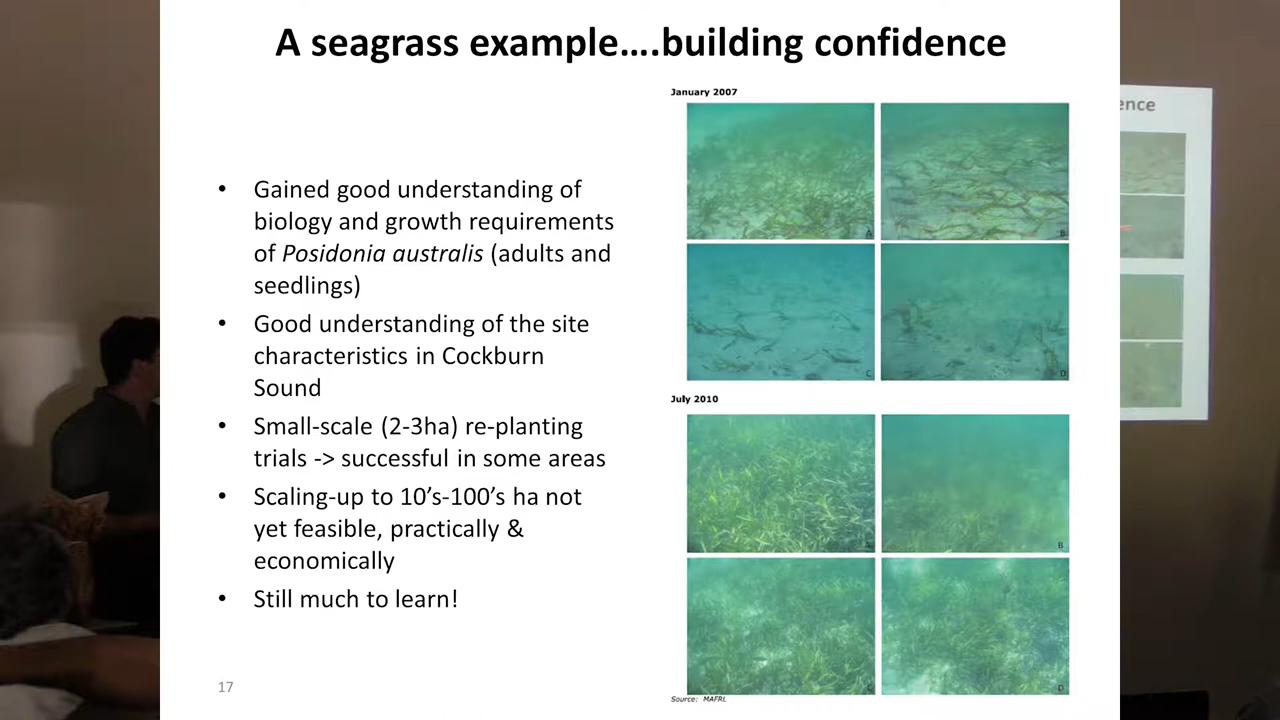 A seagrass example….building confidence
January 2007
• Gained good understanding of
biology and growth requirements
of Posidonia australis (adults and
seedlings)
• Good understanding of the site
characteristics in Cockburn
Sound
• Small-scale (2-3ha) re-planting
trials -> successful in some areas
• Scaling-up to 10’s-100’s ha not
yet feasible, practically &
economically
• Still much to learn!
A
B
C
D
July 2010
B
D
Source: MAFRL
17
ence